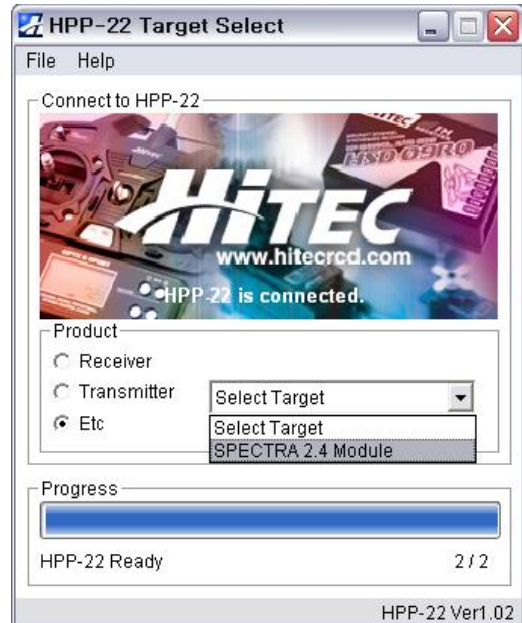 HPP-22 Target Select
File Help
Connect to HPP-22
HSD 09RO
HiTEC
www.hitecrcd.com
HPP-22 is connected.
Product
Receiver
Transmitter
Select Target
Etc
Select Target
SPECTRA 2.4 Module
Progress
HPP-22 Ready 2 / 2
HPP-22 Ver1.02